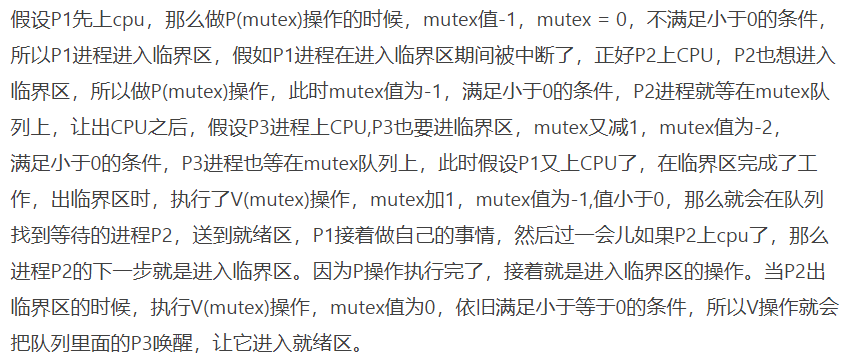 假设P1先上cpu，那么做P(mutex)操作的时候，mutex值-1，mutex = 0，不满足小于0的条件，
所以P1进程进入临界区，假如P1进程在进入临界区期间被中断了，正好P2上CPU，P2也想进入
临界区，所以做P(mutex)操作，此时mutex值为-1，满足小于0的条件，P2进程就等在mutex队
列上，让出CPU之后，假设P3进程上CPU,P3也要进临界区，mutex又减1，mutex值为-2，
满足小于0的条件，P3进程也等在mutex队列上，此时假设P1又上CPU了，在临界区完成了工
作，出临界区时，执行了V(mutex)操作，mutex加1，mutex值为-1,值小于0，那么就会在队列
找到等待的进程P2，送到就绪区，P1接着做自己的事情，然后过一会儿如果P2上cpu了，那么
进程P2的下一步就是进入临界区。因为P操作执行完了，接着就是进入临界区的操作。当P2出
临界区的时候，执行V(mutex)操作，mutex值为0，依旧满足小于等于0的条件，所以V操作就会
把队列里面的P3唤醒，让它进入就绪区。